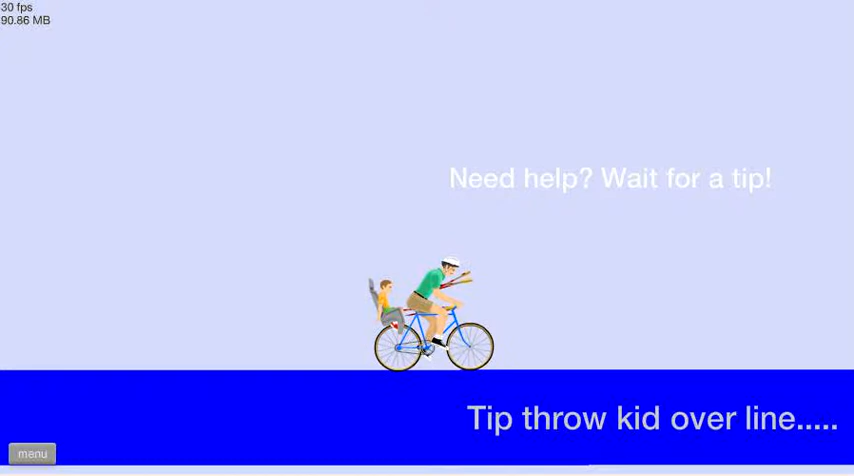 30 fps
90.86 MB
Need help? Wait for a tip!
Tip throw kid over line.....
menu